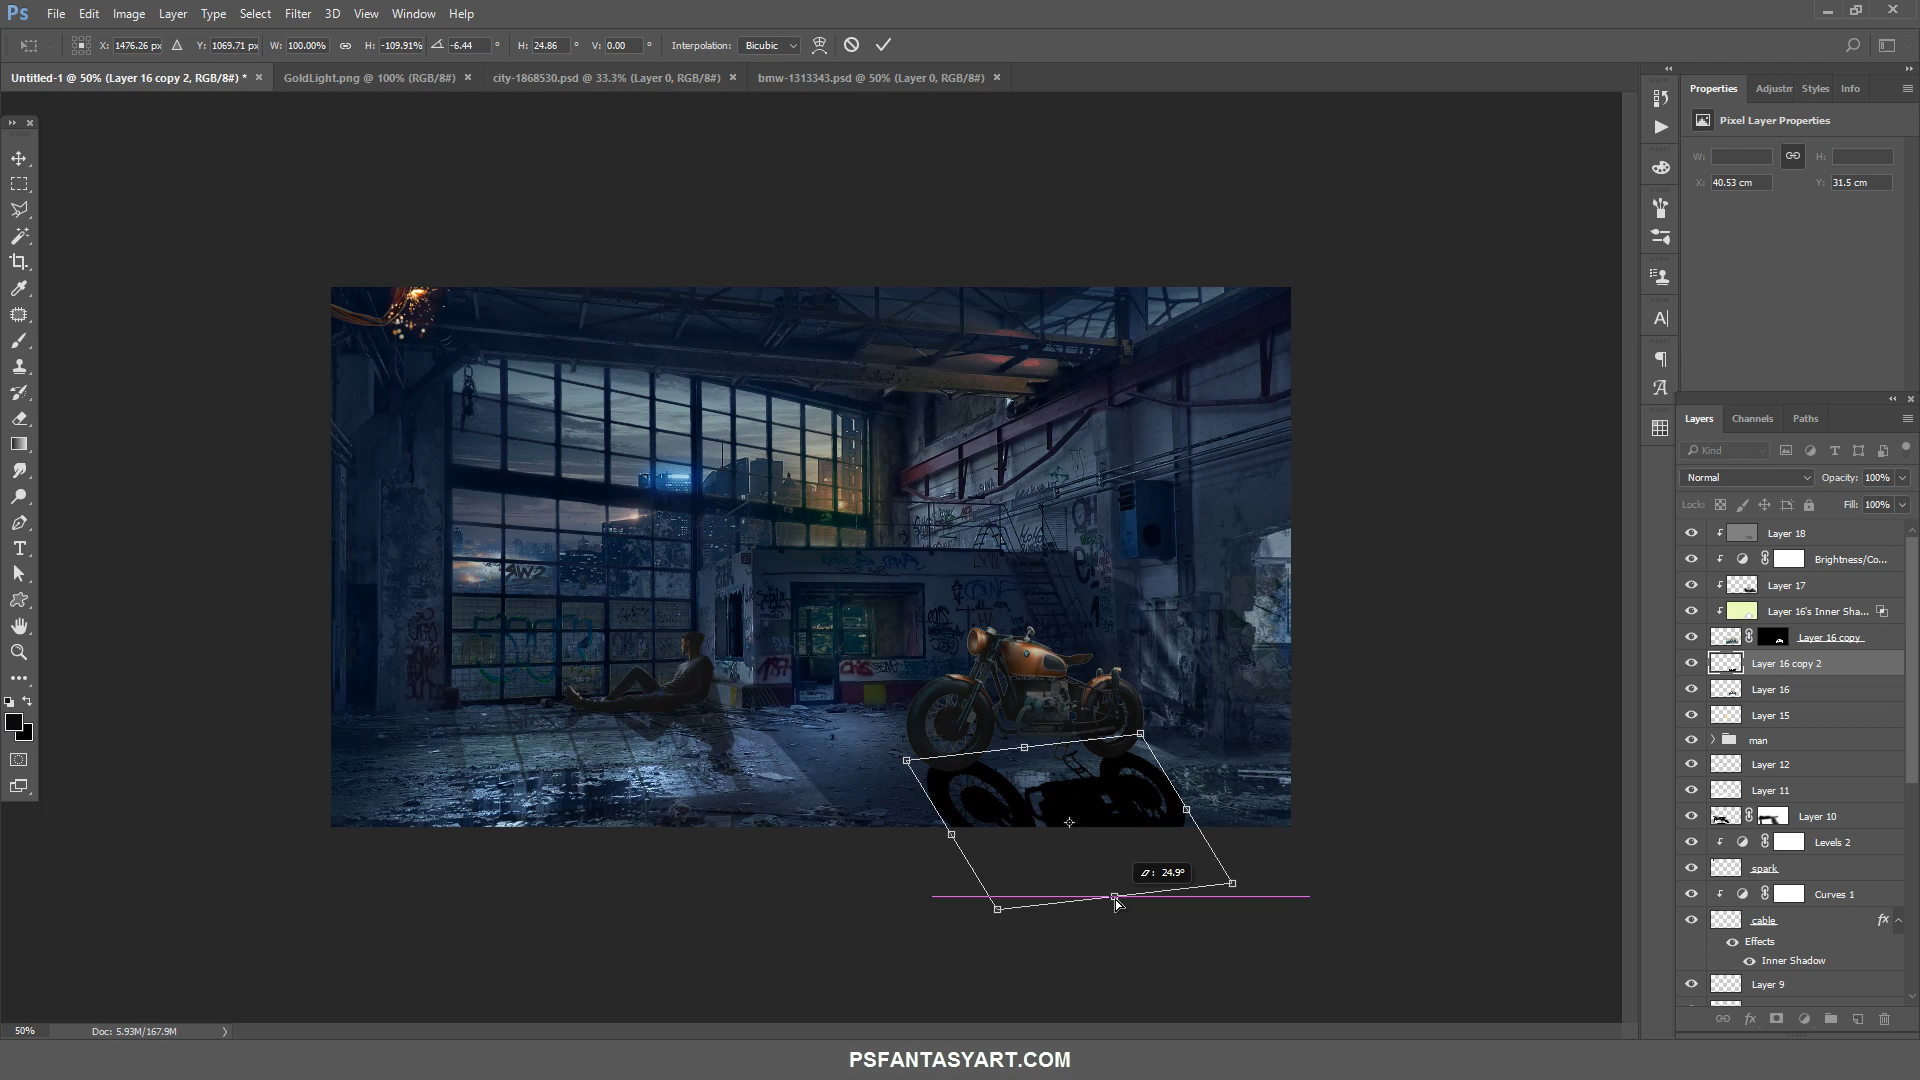 Ps File Edit Image Layer Type Select Filter 3D View Window Help
X: 1476.26 px Y: 1069.71 px W: 100.00% H: -109.91% -6.44 ° H: 24.86 ° V: 0.00 ° Interpolation: Bicubic
Untitled-1 @ 50% (Layer 16 copy 2, RGB/8#) * × GoldLight.png @ 100% (RGB/8#) × city-1868530.psd @ 33.3% (Layer 0, RGB/8#) × bmw-1313343.psd @ 50% (Layer 0, RGB/8#) ×
Properties Adjustm Styles Info
Pixel Layer Properties
W: H:
X: 40.53 cm Y: 31.5 cm
Layers Channels Paths
Kind
Normal Opacity: 100%
Lock: Fill: 100%
Layer 18
Brightness/Co...
Layer 17
Layer 16's Inner Sha...
Layer 16 copy
Layer 16 copy 2
Layer 16
Layer 15
man
Layer 12
Layer 11
Layer 10
Levels 2
spark
Curves 1
cable fx
Effects
Inner Shadow
Layer 9
24.9°
50% Doc: 5.93M/167.9M
PSFANTASYART.COM